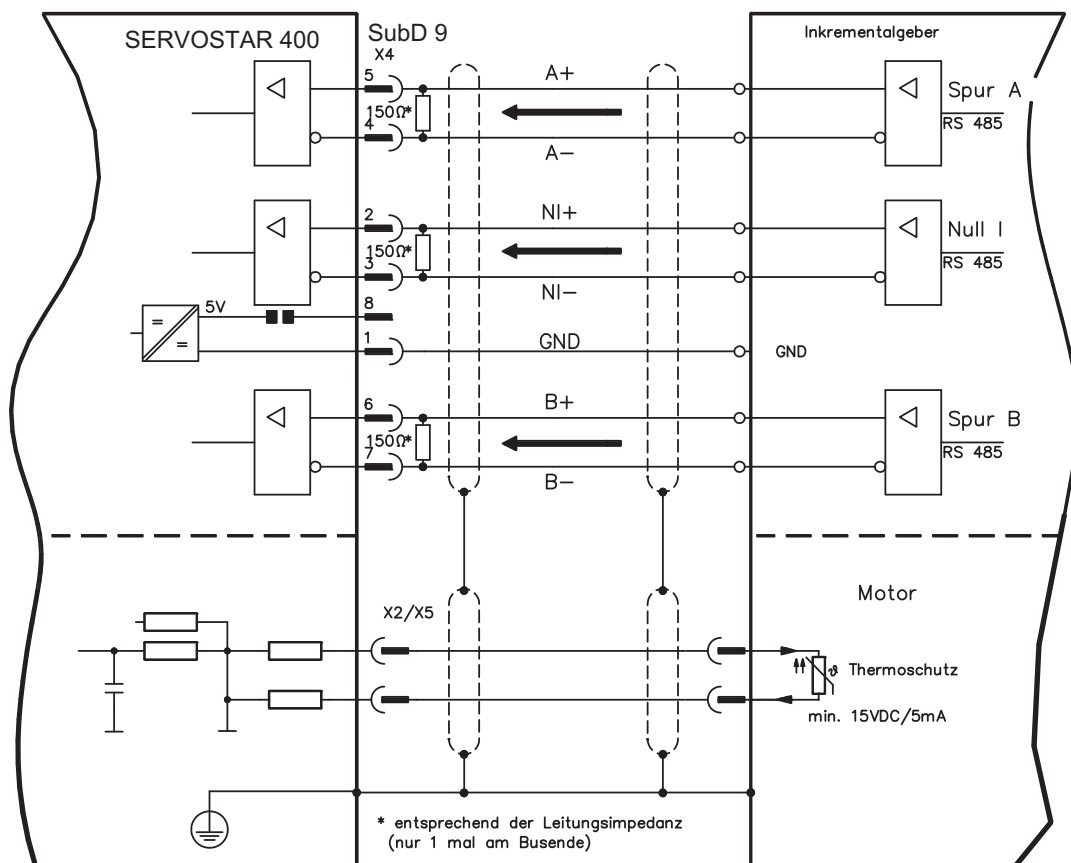 SERVOSTAR 400
SubD 9
X4
Inkrementalgeber
5
A+
150Ω*
4
A-
Spur A
RS 485
2
NI+
150Ω*
3
NI-
Null I
RS 485
5V
8
1
GND
GND
6
B+
150Ω*
7
B-
Spur B
RS 485
X2/X5
Motor
ϑ Thermoschutz
min. 15VDC/5mA
* entsprechend der Leitungsimpedanz
(nur 1 mal am Busende)